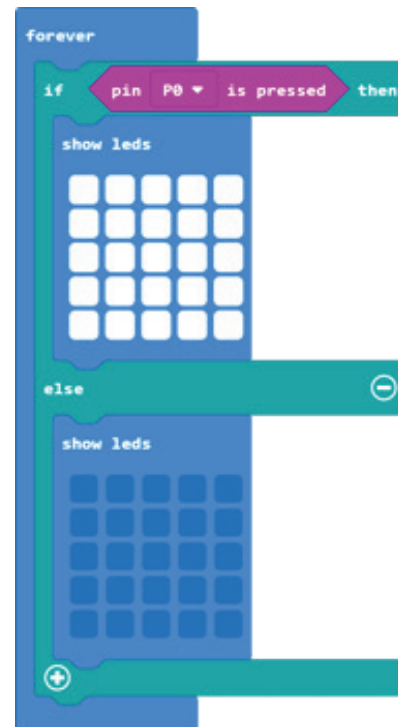 forever
if pin P0 is pressed then
show leds
else
show leds